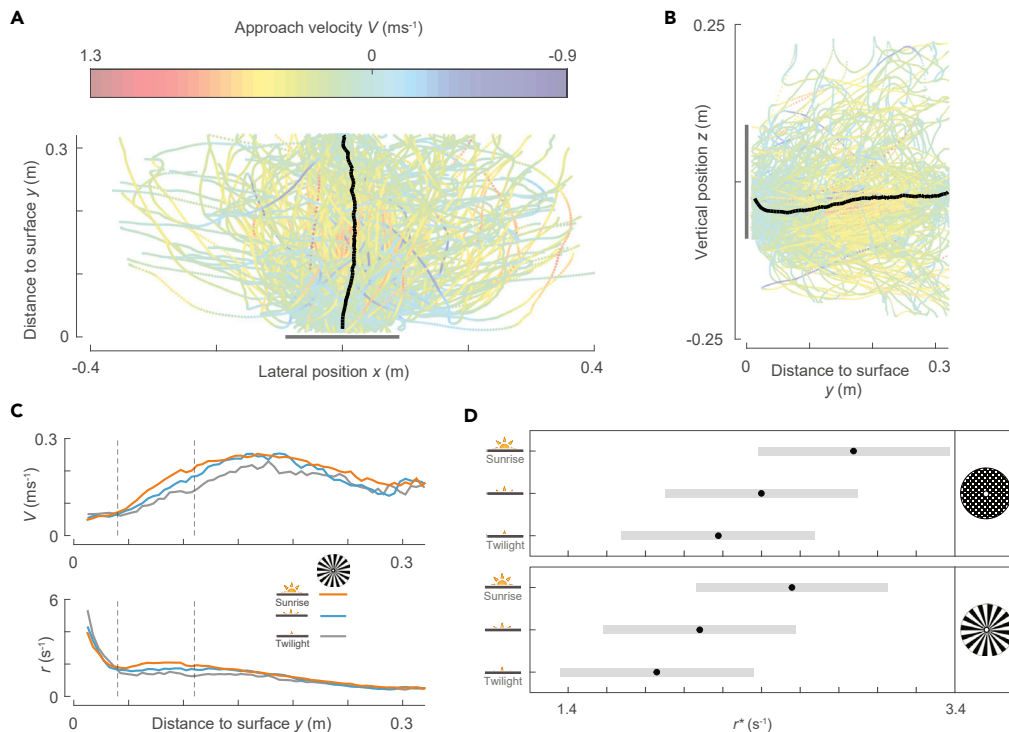 A
Approach velocity V (ms⁻¹)
1.3
0
-0.9
Distance to surface y (m)
0.3
0
-0.4
Lateral position x (m)
0.4
B
0.25
Vertical position z (m)
-0.25
0
Distance to surface
y (m)
0.3
C
0.3
V (ms⁻¹)
0
0
0.3
Sunrise
Twilight
6
r (s⁻¹)
0
0
Distance to surface y (m)
0.3
D
Sunrise
Twilight
Sunrise
Twilight
1.4
r* (s⁻¹)
3.4